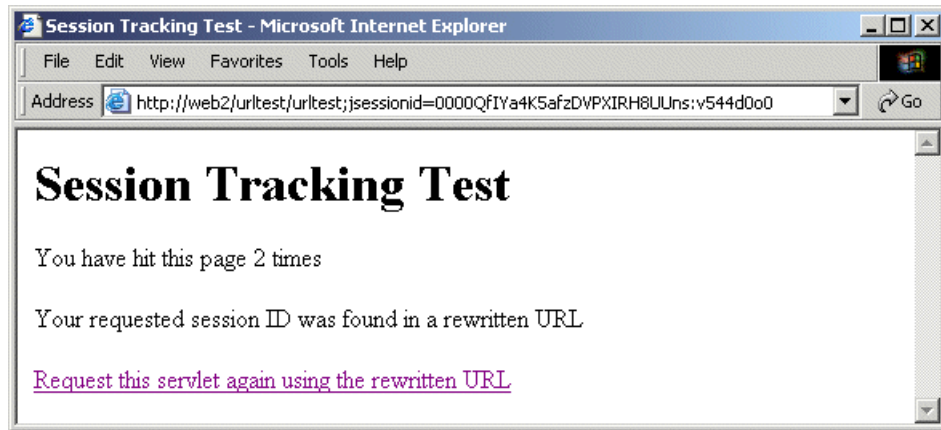 Session Tracking Test - Microsoft Internet Explorer
File Edit View Favorites Tools Help
Address http://web2/urltest/urltest;jsessionid=0000QfIYa4K5afzDVPXIRH8UUns:v544d0o0 Go
Session Tracking Test
You have hit this page 2 times
Your requested session ID was found in a rewritten URL
Request this servlet again using the rewritten URL